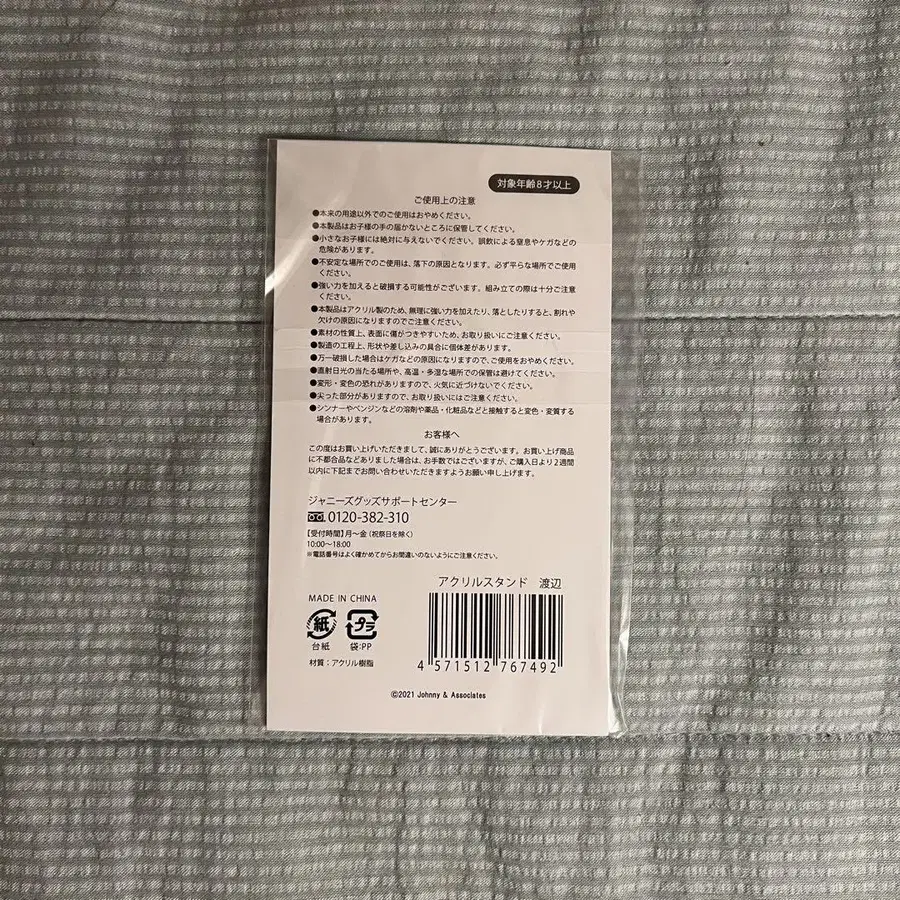 対象年齢8才以上
ご使用上の注意
●本来の用途以外でのご使用はおやめください。
●本製品はお子様の手の届かないところに保管してください。
●小さなお子様には絶対に与えないでください。誤飲による窒息やケガなどの
危険があります。
●不安定な場所でのご使用は、落下の原因となります。必ず平らな場所でご使用
ください。
●強い力を加えると破損する可能性がございます。組み立ての際は十分ご注意
ください。
●本製品はアクリル製のため、無理に強い力を加えたり、落としたりすると、割れや
欠けの原因になりますのでご注意ください。
●素材の性質上、表面に傷がつきやすいため、お取り扱いにご注意ください。
●製造の工程上、形状や差し込みの具合に個体差があります。
●万一破損した場合はケガなどの原因になりますので、ご使用をおやめください。
●直射日光の当たる場所や、高温・多湿な場所での保管は避けてください。
●変形・変色の恐れがありますので、火気に近づけないでください。
●尖った部分がありますので、お取り扱いにはご注意ください。
●シンナーやベンジンなどの溶剤や薬品・化粧品などと接触すると変色・変質する
場合があります。
お客様へ
この度はお買い上げいただきまして、誠にありがとうございます。お買い上げ商品
に不都合品などありました場合は、お手数ではございますが、ご購入日より2週間
以内に下記までお問い合わせいただきますようお願い申し上げます。
ジャニーズグッズサポートセンター
0120-382-310
【受付時間】月〜金（祝祭日を除く）
10:00〜18:00
※電話番号はよく確かめてからお間違いのないようにご注意ください。
アクリルスタンド 渡辺
MADE IN CHINA
紙 プラ
台紙 袋:PP
材質：アクリル樹脂
4 571512 767492
©2021 Johnny & Associates